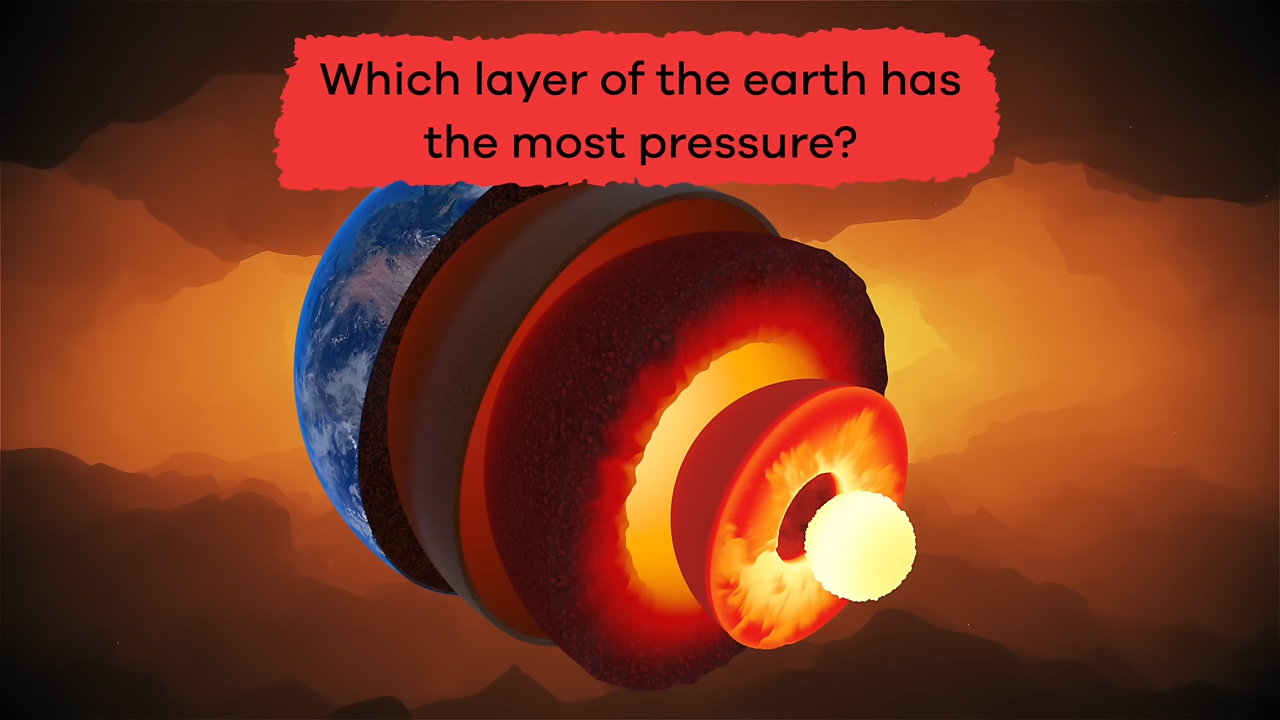 Which layer of the earth has
the most pressure?